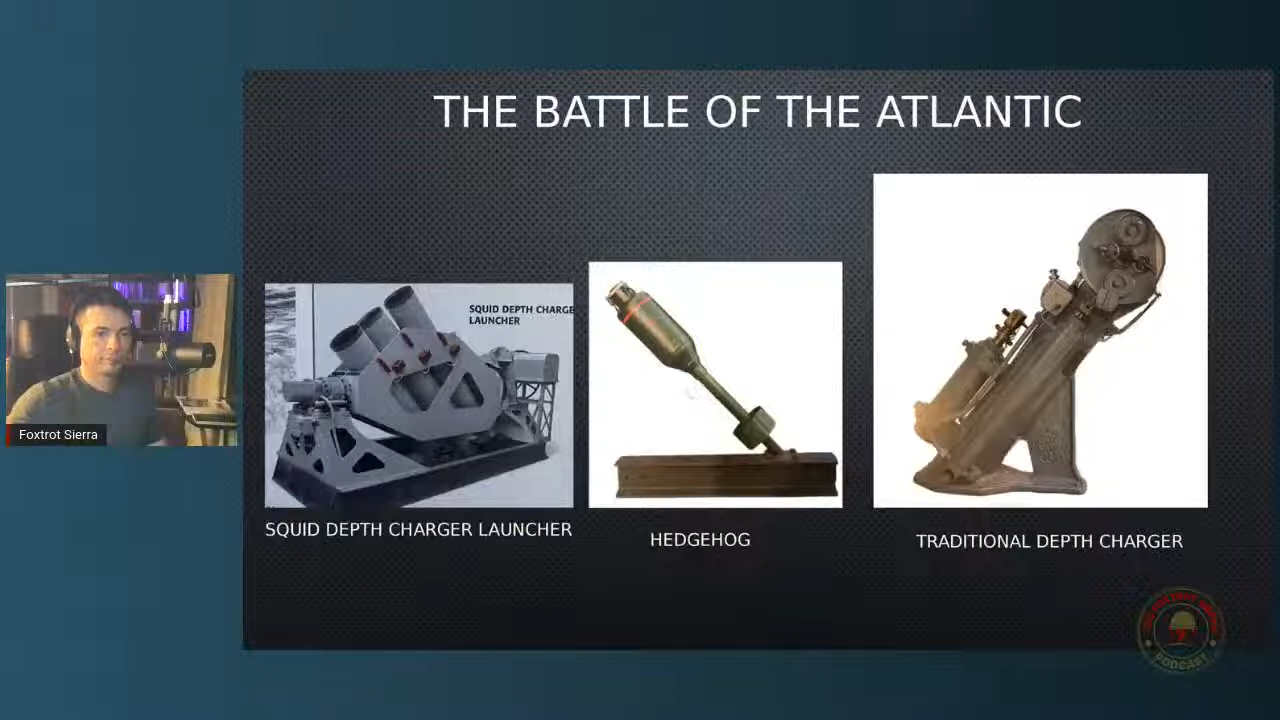 THE BATTLE OF THE ATLANTIC
SQUID DEPTH CHARGE
LAUNCHER
Foxtrot Sierra
SQUID DEPTH CHARGER LAUNCHER
HEDGEHOG
TRADITIONAL DEPTH CHARGER
PODCAST